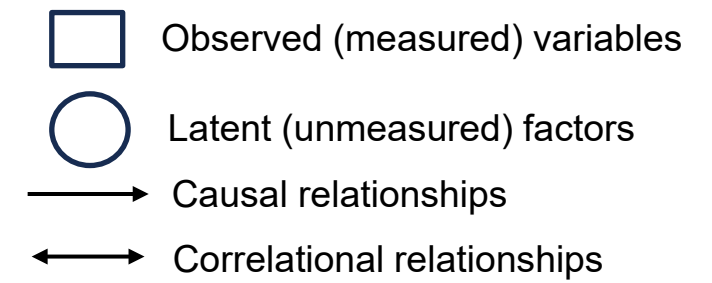 Observed (measured) variables
Latent (unmeasured) factors
Causal relationships
Correlational relationships